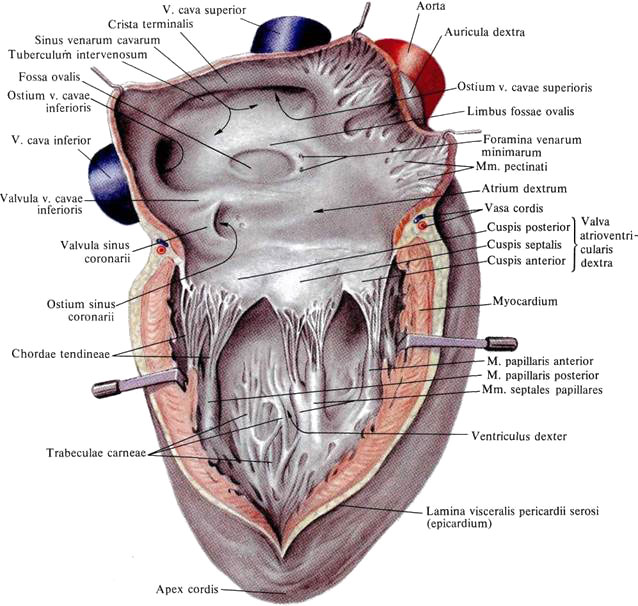 V. cava superior
Crista terminalis
Sinus venarum cavarum
Tuberculum intervenosum
Fossa ovalis
Ostium v. cavae
inferioris
V. cava inferior
Valvula v. cavae
inferioris
Valvula sinus
coronarii
Ostium sinus
coronarii
Chordae tendineae
Trabeculae carneae
Apex cordis
Aorta
Auricula dextra
Ostium v. cavae superioris
Limbus fossae ovalis
Foramina venarum
minimarum
Mm. pectinati
Atrium dextrum
Vasa cordis
Cuspis posterior
Cuspis septalis
Cuspis anterior
Valva
atrioventri-
cularis
dextra
Myocardium
M. papillaris anterior
M. papillaris posterior
Mm. septales papillares
Ventriculus dexter
Lamina visceralis pericardii serosi
(epicardium)